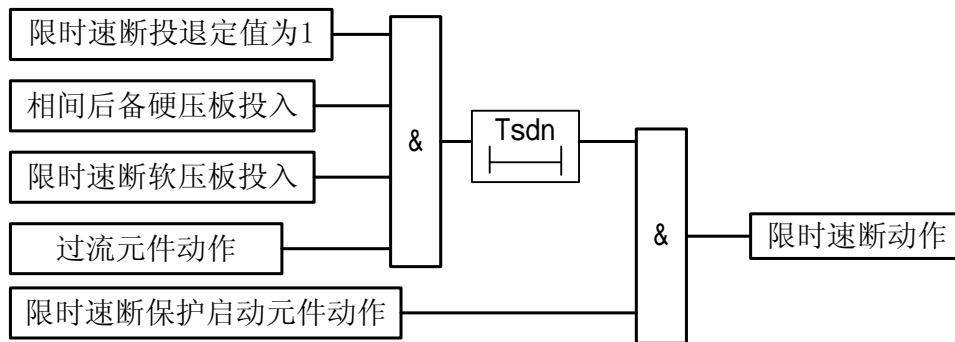 限时速断投退定值为1
相间后备硬压板投入
限时速断软压板投入
过流元件动作
限时速断保护启动元件动作
&
Tsdn
&
限时速断动作